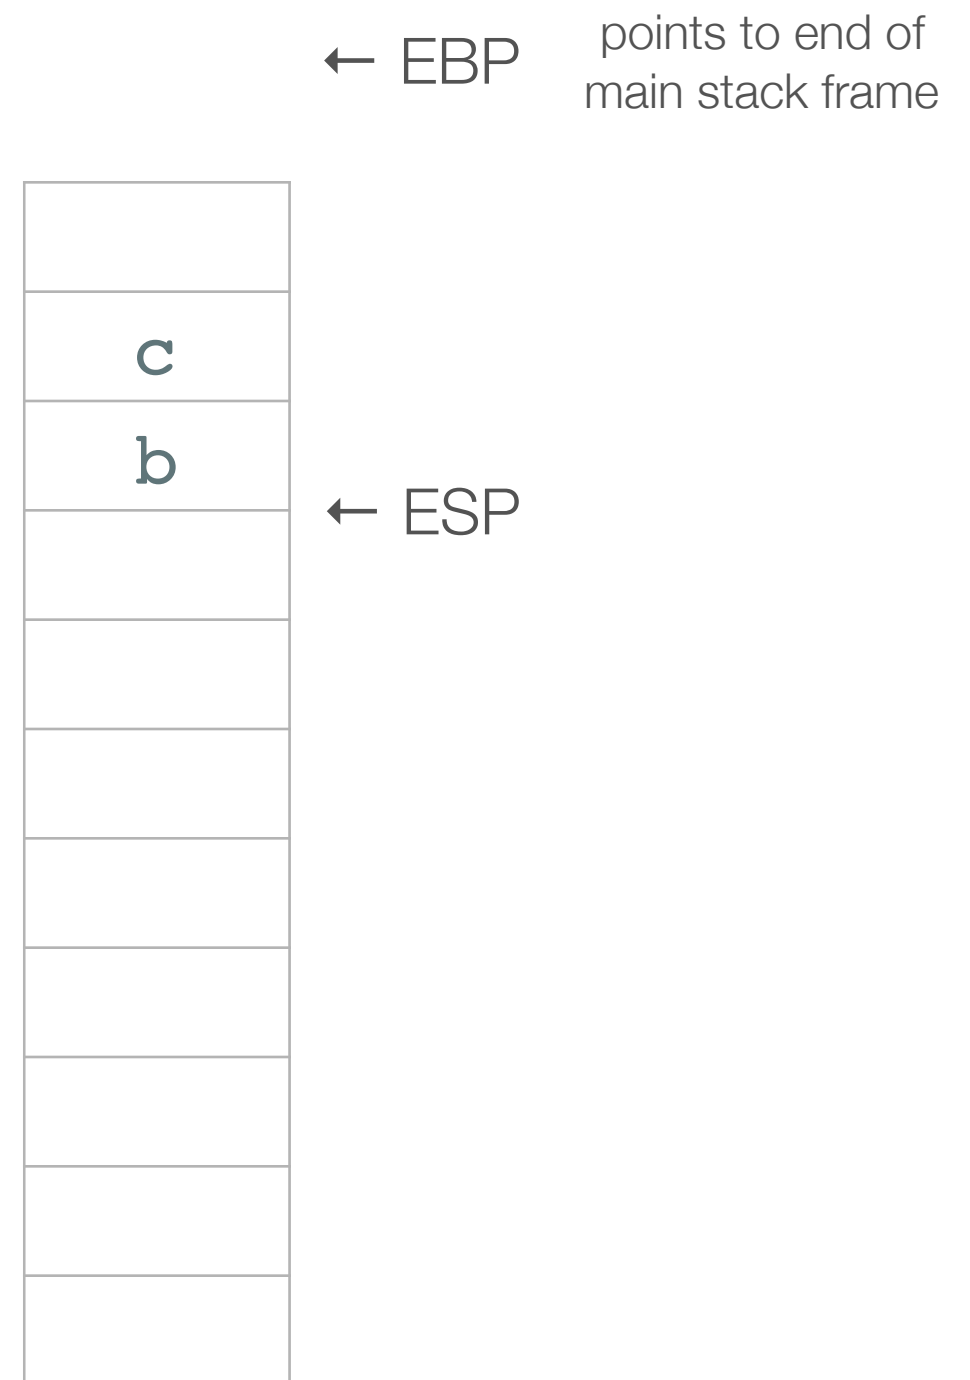 ← EBP
points to end of
main stack frame
c
b
← ESP